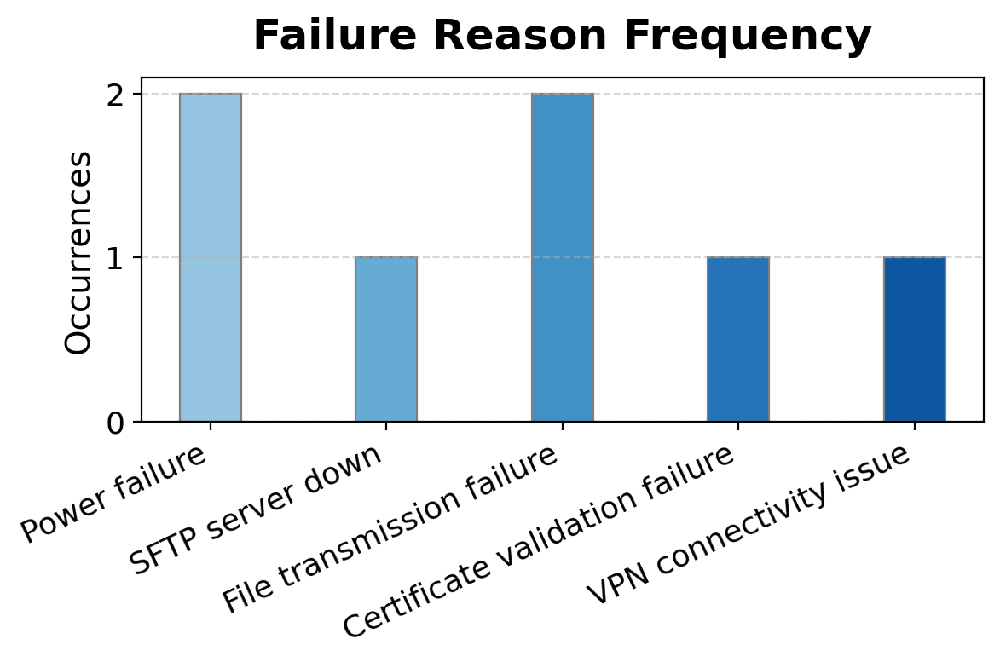 Failure Reason Frequency
Occurrences
2
1
0
Power failure
SFTP server down
File transmission failure
Certificate validation failure
VPN connectivity issue